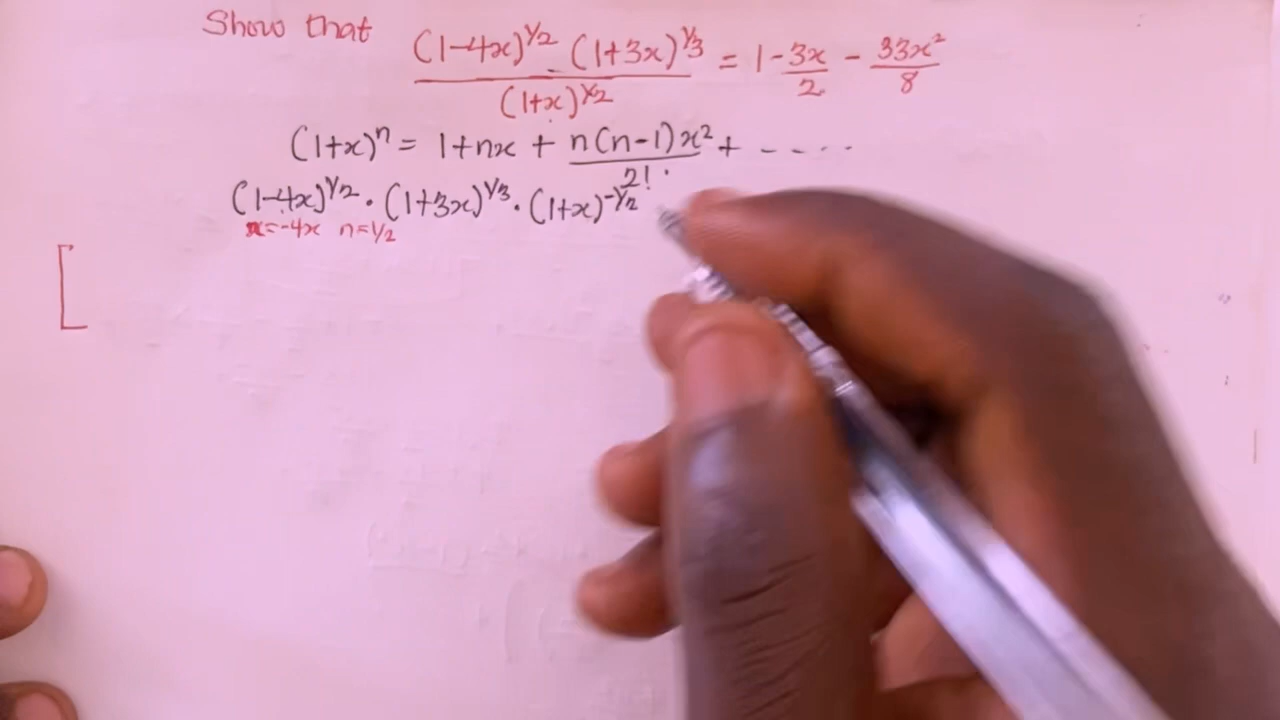 Show that (1-4x)^1/2 (1+3x)^1/3 / (1+x)^1/2 = 1 - 3x/2 - 33x²/8
(1+x)^n = 1+nx + n(n-1)x²/2! + - - - -
(1-4x)^1/2 · (1+3x)^1/3 · (1+x)^-1/2
x=-4x n=1/2
[